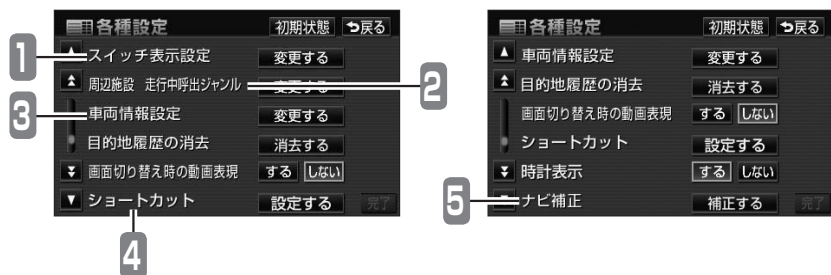 各種設定 初期状態 戻る
1 スイッチ表示設定 変更する
周辺施設 走行中呼出ジャンル 変更する 2
3 車両情報設定 変更する
目的地履歴の消去 消去する
画面切り替え時の動画表現 する しない
ショートカット 設定する 完了
4
各種設定 初期状態 戻る
車両情報設定 変更する
目的地履歴の消去 消去する
画面切り替え時の動画表現 する しない
ショートカット 設定する
時計表示 する しない
5 ナビ補正 補正する 完了